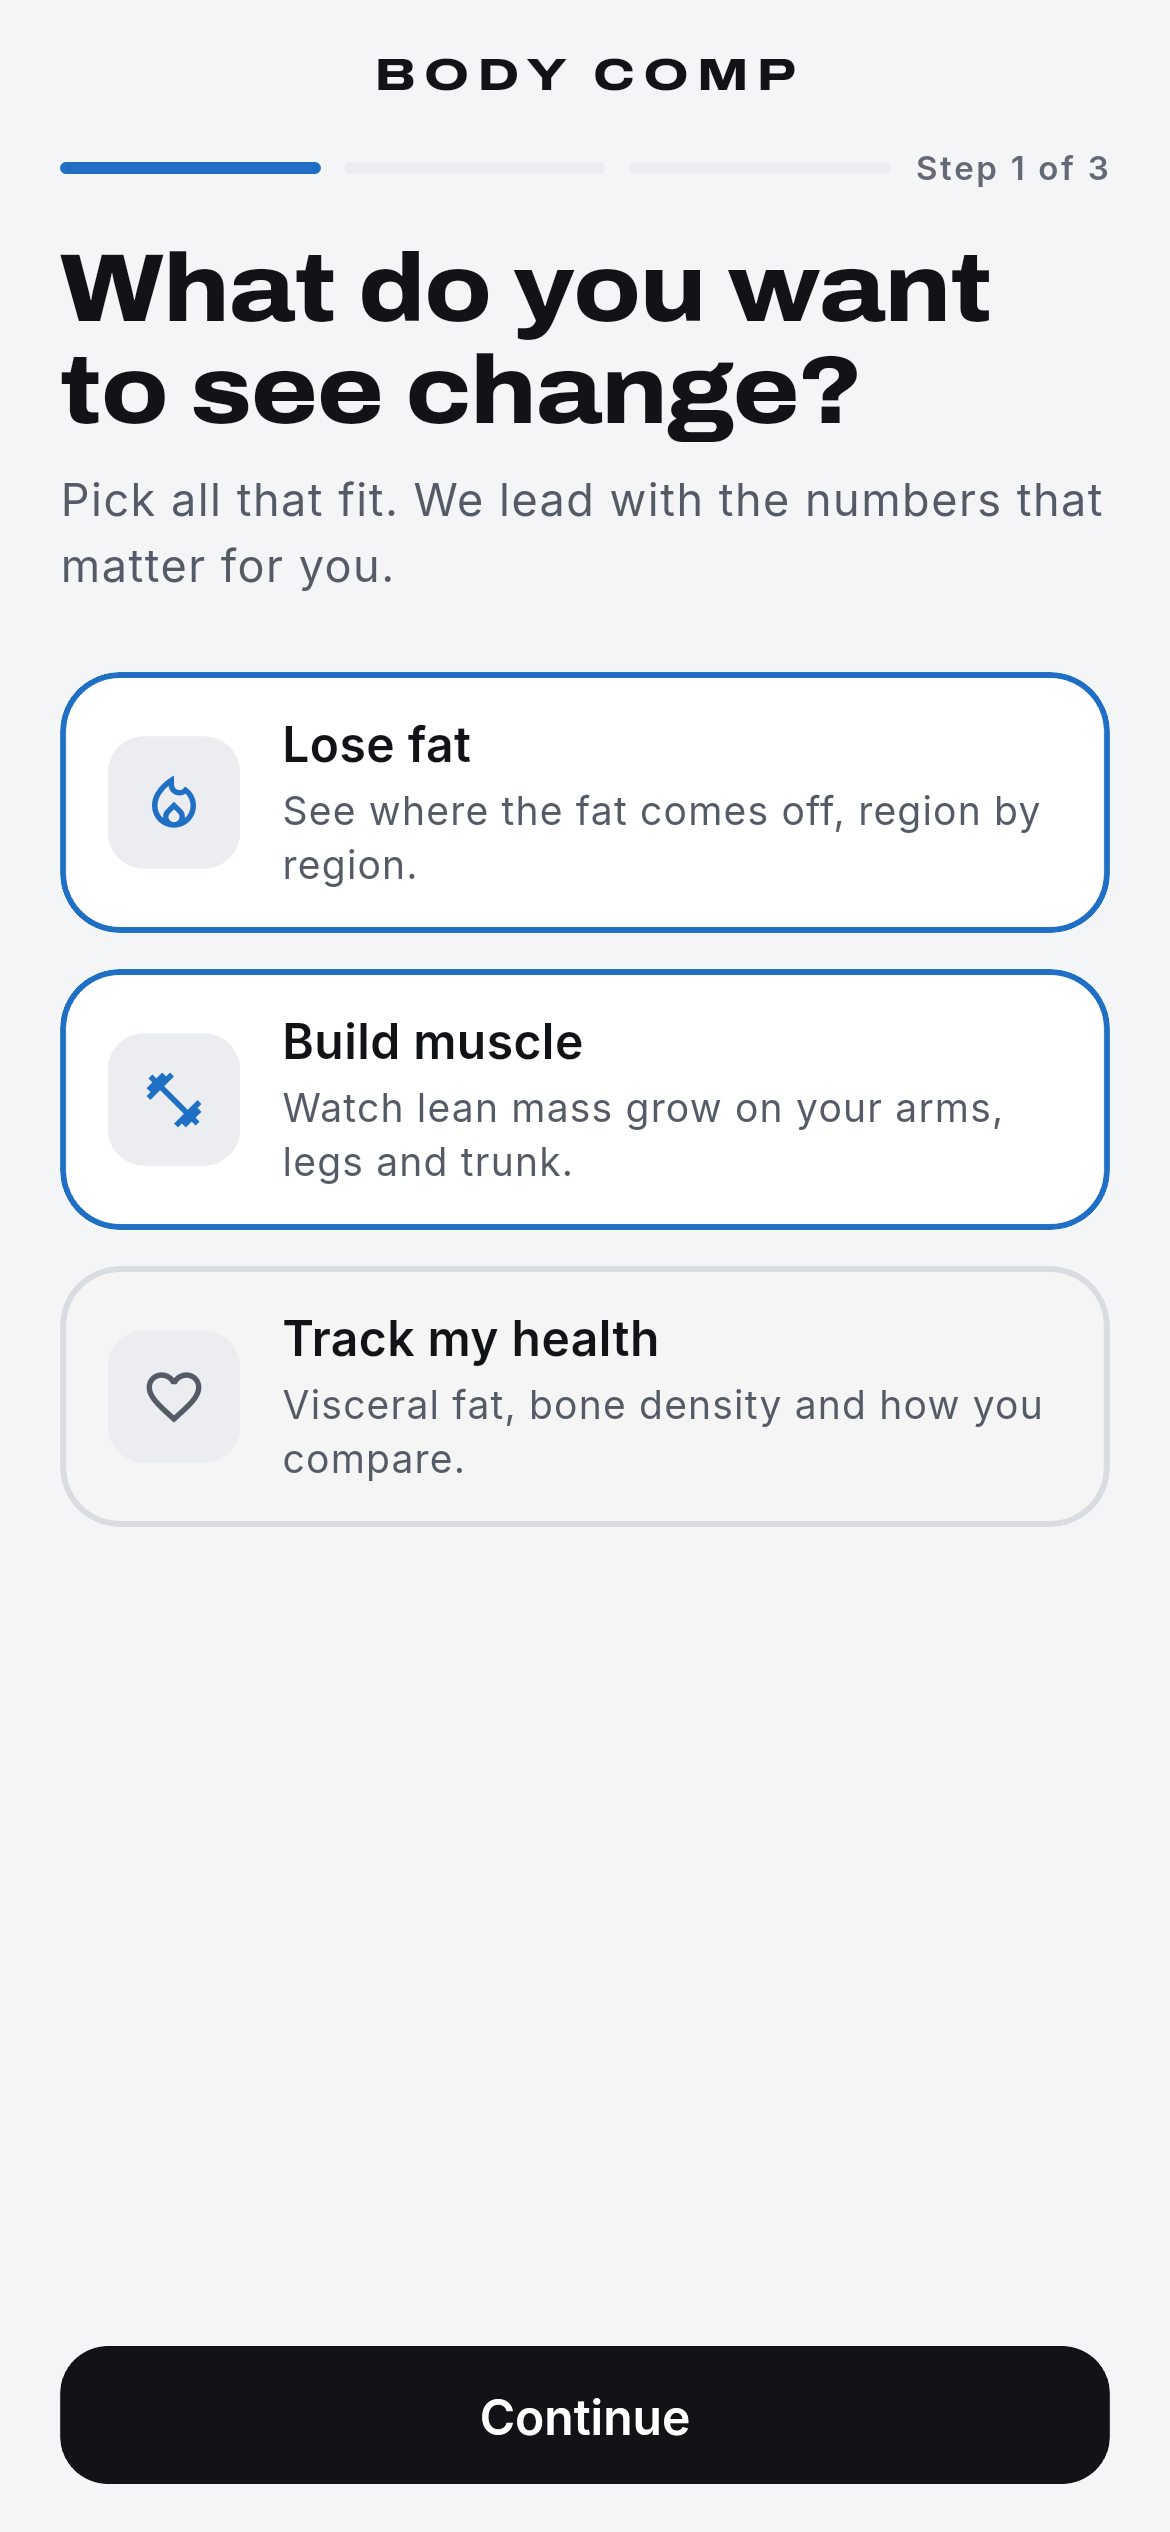 BODY COMP
Step 1 of 3
What do you want
to see change?
Pick all that fit. We lead with the numbers that
matter for you.
Lose fat
See where the fat comes off, region by
region.
Build muscle
Watch lean mass grow on your arms,
legs and trunk.
Track my health
Visceral fat, bone density and how you
compare.
Continue